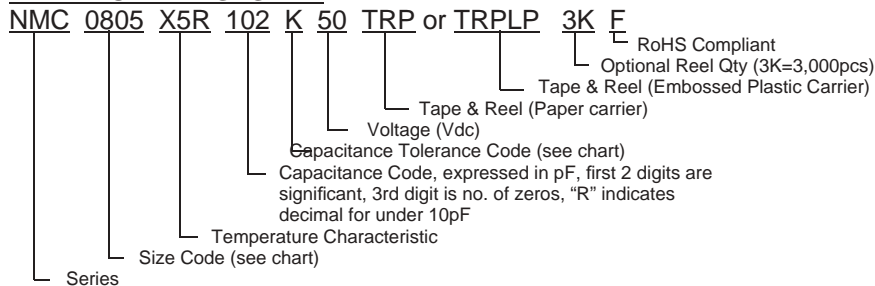 NMC 0805 X5R 102 K 50 TRP or TRPLP 3K F
RoHS Compliant
Optional Reel Qty (3K=3,000pcs)
Tape & Reel (Embossed Plastic Carrier)
Tape & Reel (Paper carrier)
Voltage (Vdc)
Capacitance Tolerance Code (see chart)
Capacitance Code, expressed in pF, first 2 digits are
significant, 3rd digit is no. of zeros, “R” indicates
decimal for under 10pF
Temperature Characteristic
Size Code (see chart)
Series